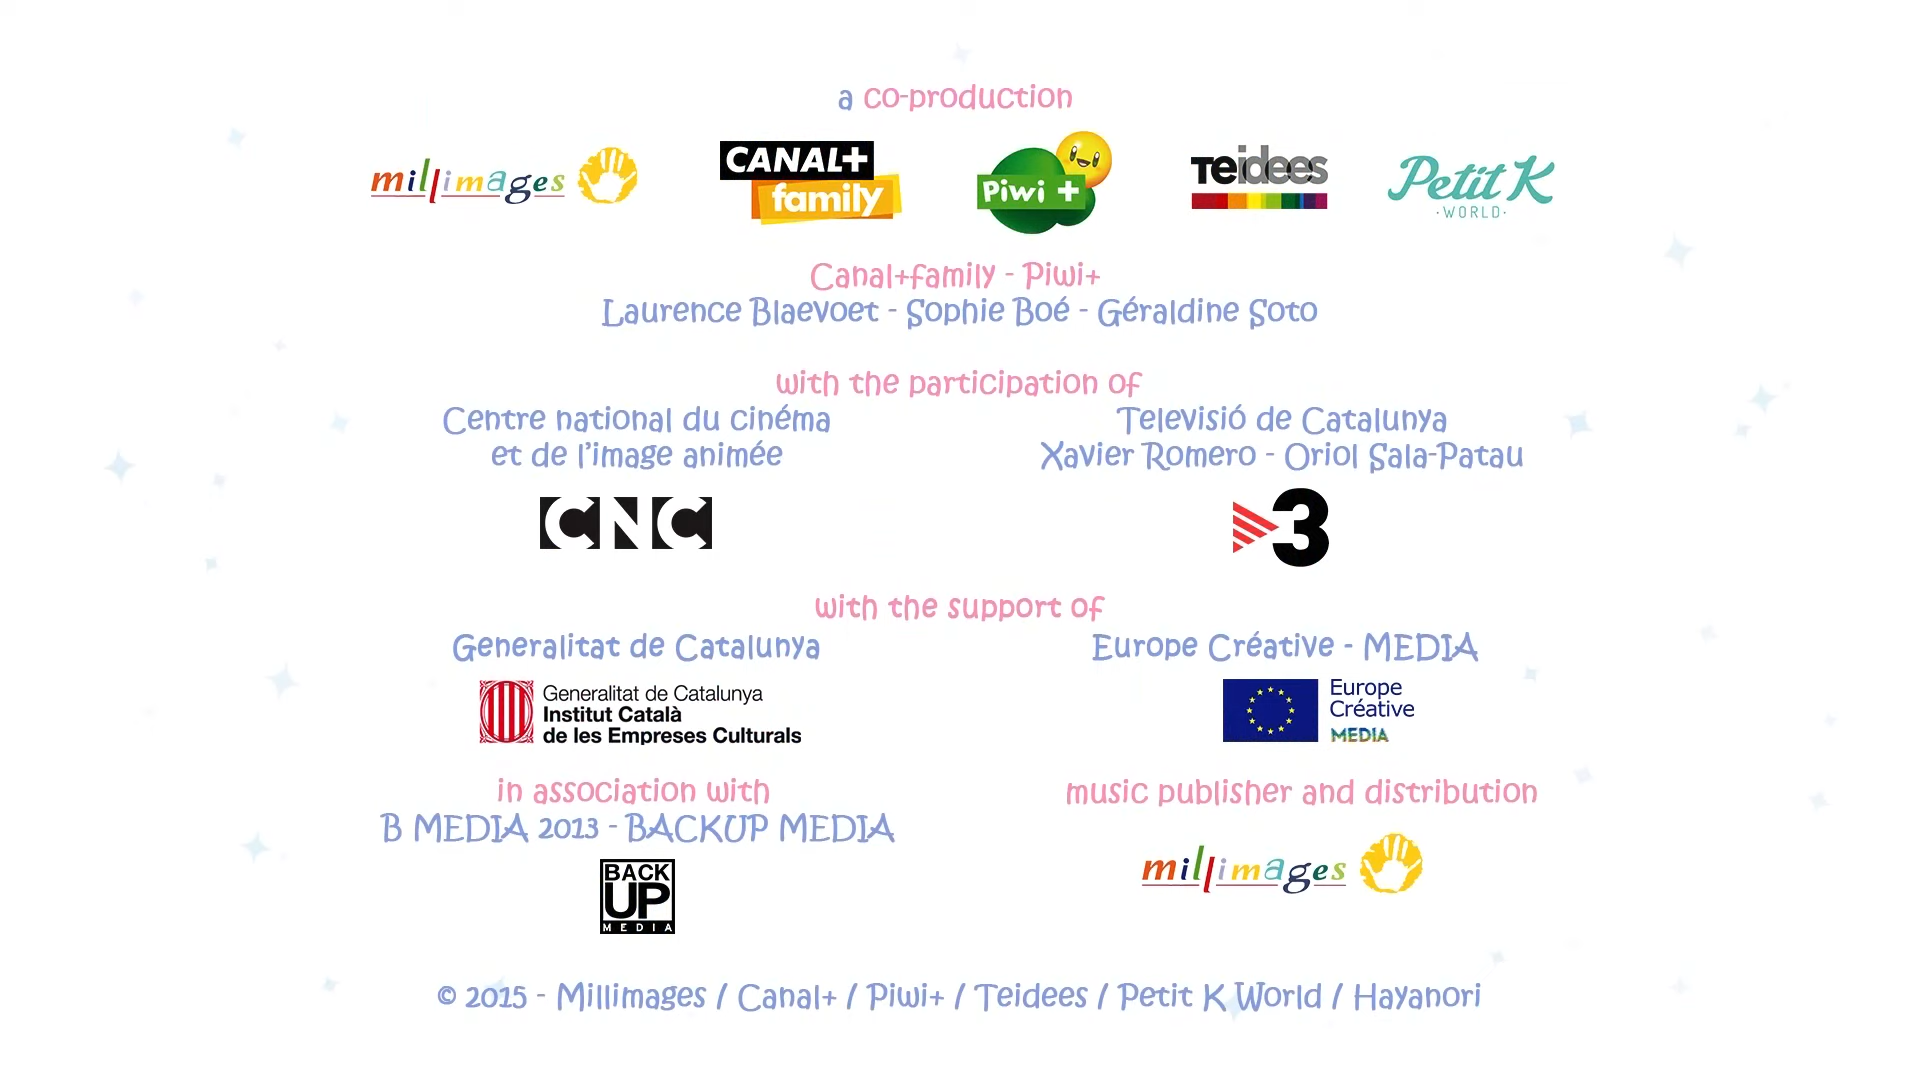 a co-production
millimages
CANAL+
family
Piwi +
Teidees
Petit K
·WORLD·
Canal+family - Piwi+
Laurence Blaevoet - Sophie Boé - Géraldine Soto
with the participation of
Centre national du cinéma
et de l'image animée
CNC
Televisió de Catalunya
Xavier Romero - Oriol Sala-Patau
3
with the support of
Generalitat de Catalunya
Generalitat de Catalunya
Institut Català
de les Empreses Culturals
Europe Créative - MEDIA
Europe
Créative
MEDIA
in association with
B MEDIA 2013 - BACKUP MEDIA
BACK
UP
MEDIA
music publisher and distribution
millimages
© 2015 - Millimages / Canal+ / Piwi+ / Teidees / Petit K World / Hayanori